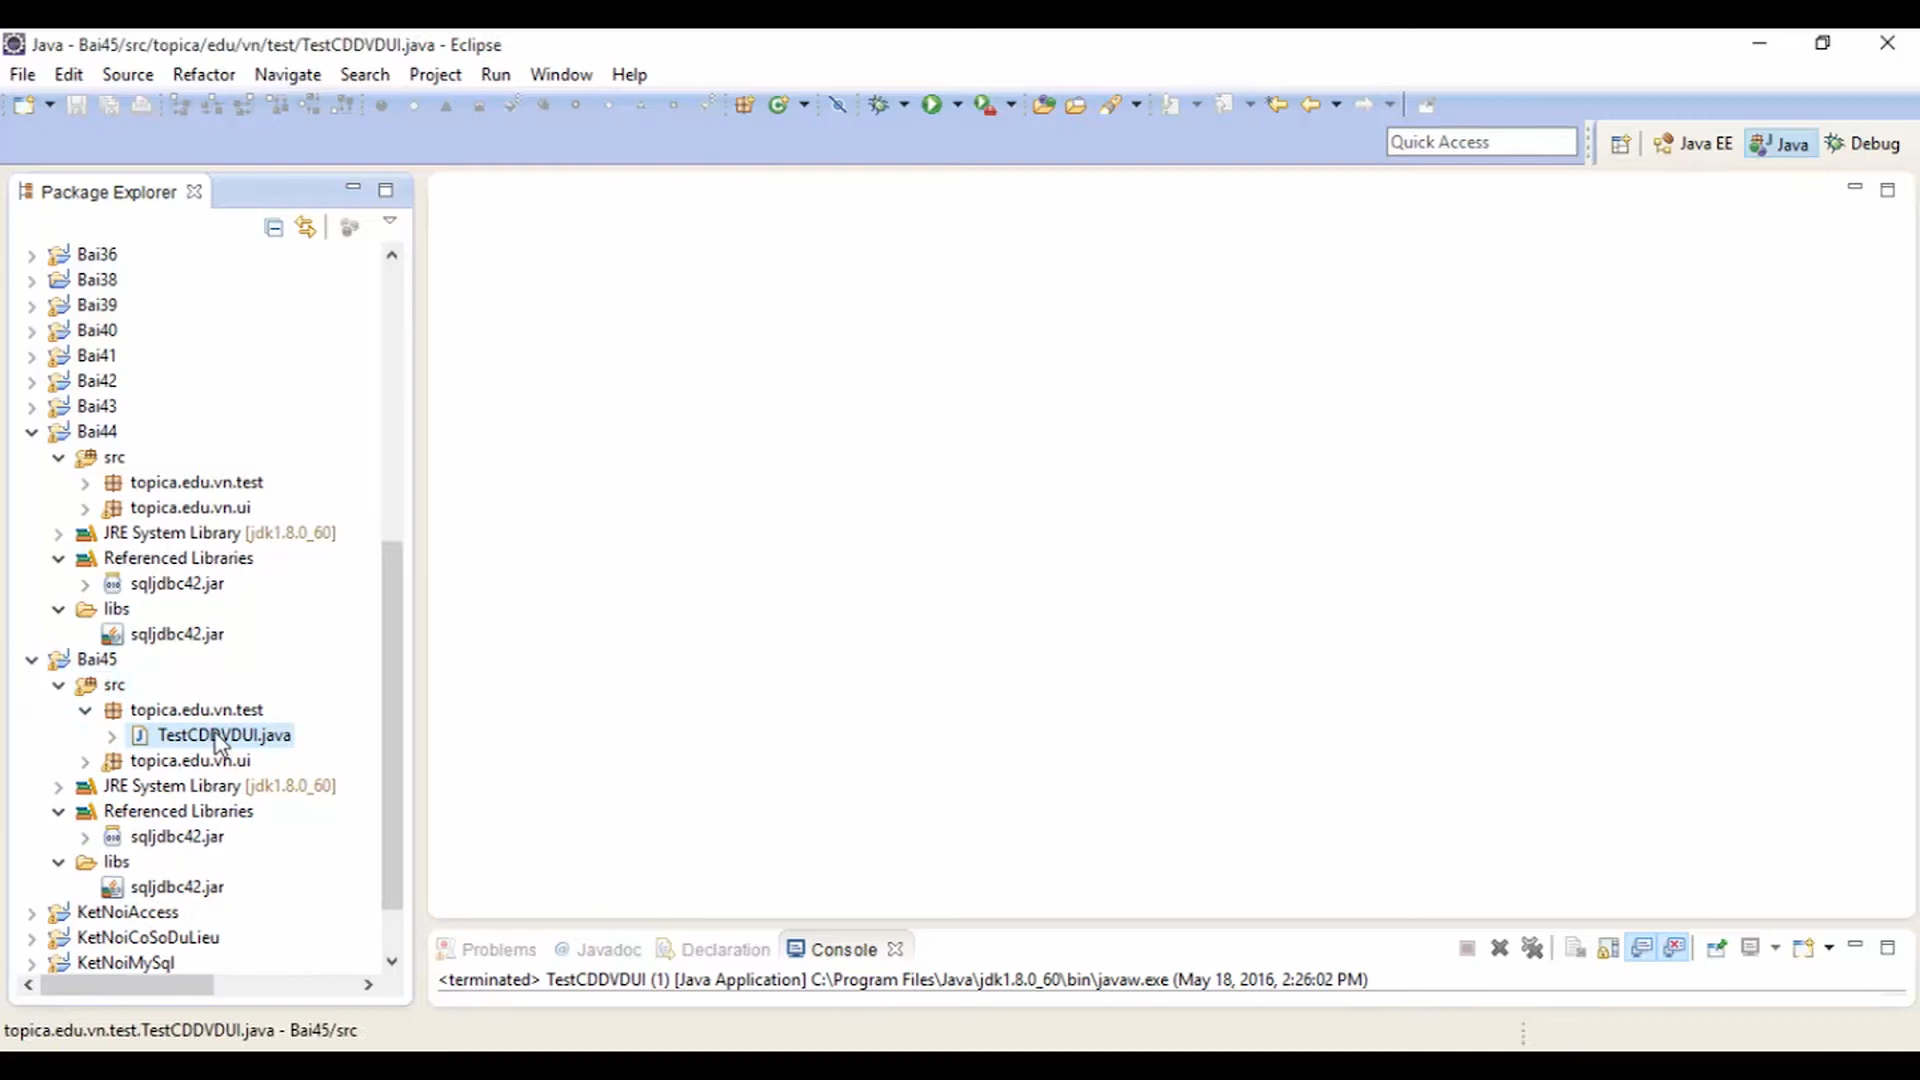 Java - Bai45/src/topica/edu/vn/test/TestCDDVDUI.java - Eclipse
File Edit Source Refactor Navigate Search Project Run Window Help
Quick Access Java EE Java Debug
Package Explorer
Bai36
Bai38
Bai39
Bai40
Bai41
Bai42
Bai43
Bai44
src
topica.edu.vn.test
topica.edu.vn.ui
JRE System Library [jdk1.8.0_60]
Referenced Libraries
sqljdbc42.jar
libs
sqljdbc42.jar
Bai45
src
topica.edu.vn.test
TestCDDVDUI.java
topica.edu.vn.ui
JRE System Library [jdk1.8.0_60]
Referenced Libraries
sqljdbc42.jar
libs
sqljdbc42.jar
KetNoiAccess
KetNoiCoSoDuLieu
KetNoiMySql
Problems @ Javadoc Declaration Console
<terminated> TestCDDVDUI (1) [Java Application] C:\Program Files\Java\jdk1.8.0_60\bin\javaw.exe (May 18, 2016, 2:26:02 PM)
topica.edu.vn.test.TestCDDVDUI.java - Bai45/src